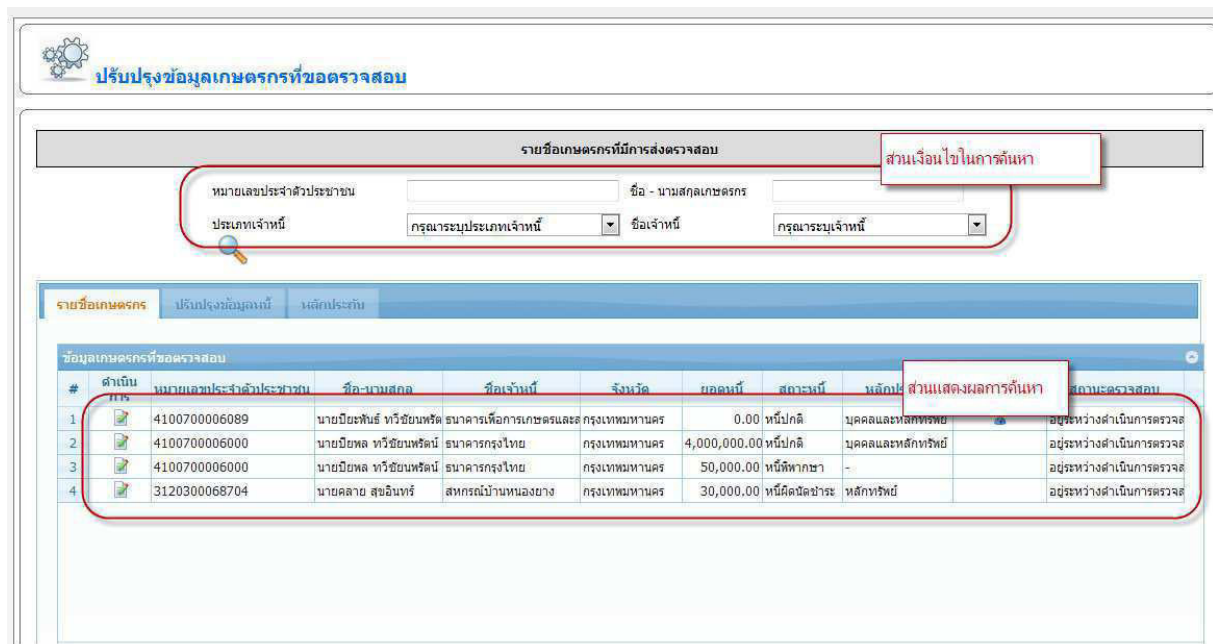 ปรับปรุงข้อมูลเกษตรกรที่ขอตรวจสอบ
รายชื่อเกษตรกรที่มีการส่งตรวจสอบ
ส่วนเงื่อนไขในการค้นหา
หมายเลขประจำตัวประชาชน ชื่อ - นามสกุลเกษตรกร
ประเภทเจ้าหนี้ กรุณาระบุประเภทเจ้าหนี้ ชื่อเจ้าหนี้ กรุณาระบุเจ้าหนี้
รายชื่อเกษตรกร ปรับปรุงข้อมูลหนี้ หลักประกัน
ข้อมูลเกษตรกรที่ขอตรวจสอบ
# ดำเนินการ หมายเลขประจำตัวประชาชน ชื่อ-นามสกุล ชื่อเจ้าหนี้ จังหวัด ยอดหนี้ สถานะหนี้ ส่วนแสดงผลการค้นหา สถานะตรวจสอบ
1 4100700006089 นายปิยะพันธ์ ทวีชัยนพรัต ธนาคารเพื่อการเกษตรและส กรุงเทพมหานคร 0.00 หนี้ปกติ บุคคลและหลักทรัพย์ อยู่ระหว่างดำเนินการตรวจส
2 4100700006000 นายปิยพล ทวีชัยนพรัตน์ ธนาคารกรุงไทย กรุงเทพมหานคร 4,000,000.00 หนี้ปกติ บุคคลและหลักทรัพย์ อยู่ระหว่างดำเนินการตรวจส
3 4100700006000 นายปิยพล ทวีชัยนพรัตน์ ธนาคารกรุงไทย กรุงเทพมหานคร 50,000.00 หนี้พิพากษา - อยู่ระหว่างดำเนินการตรวจส
4 3120300068704 นายคลาย สุขอินทร์ สหกรณ์บ้านหนองยาง กรุงเทพมหานคร 30,000.00 หนี้ผิดนัดชำระ หลักทรัพย์ อยู่ระหว่างดำเนินการตรวจส